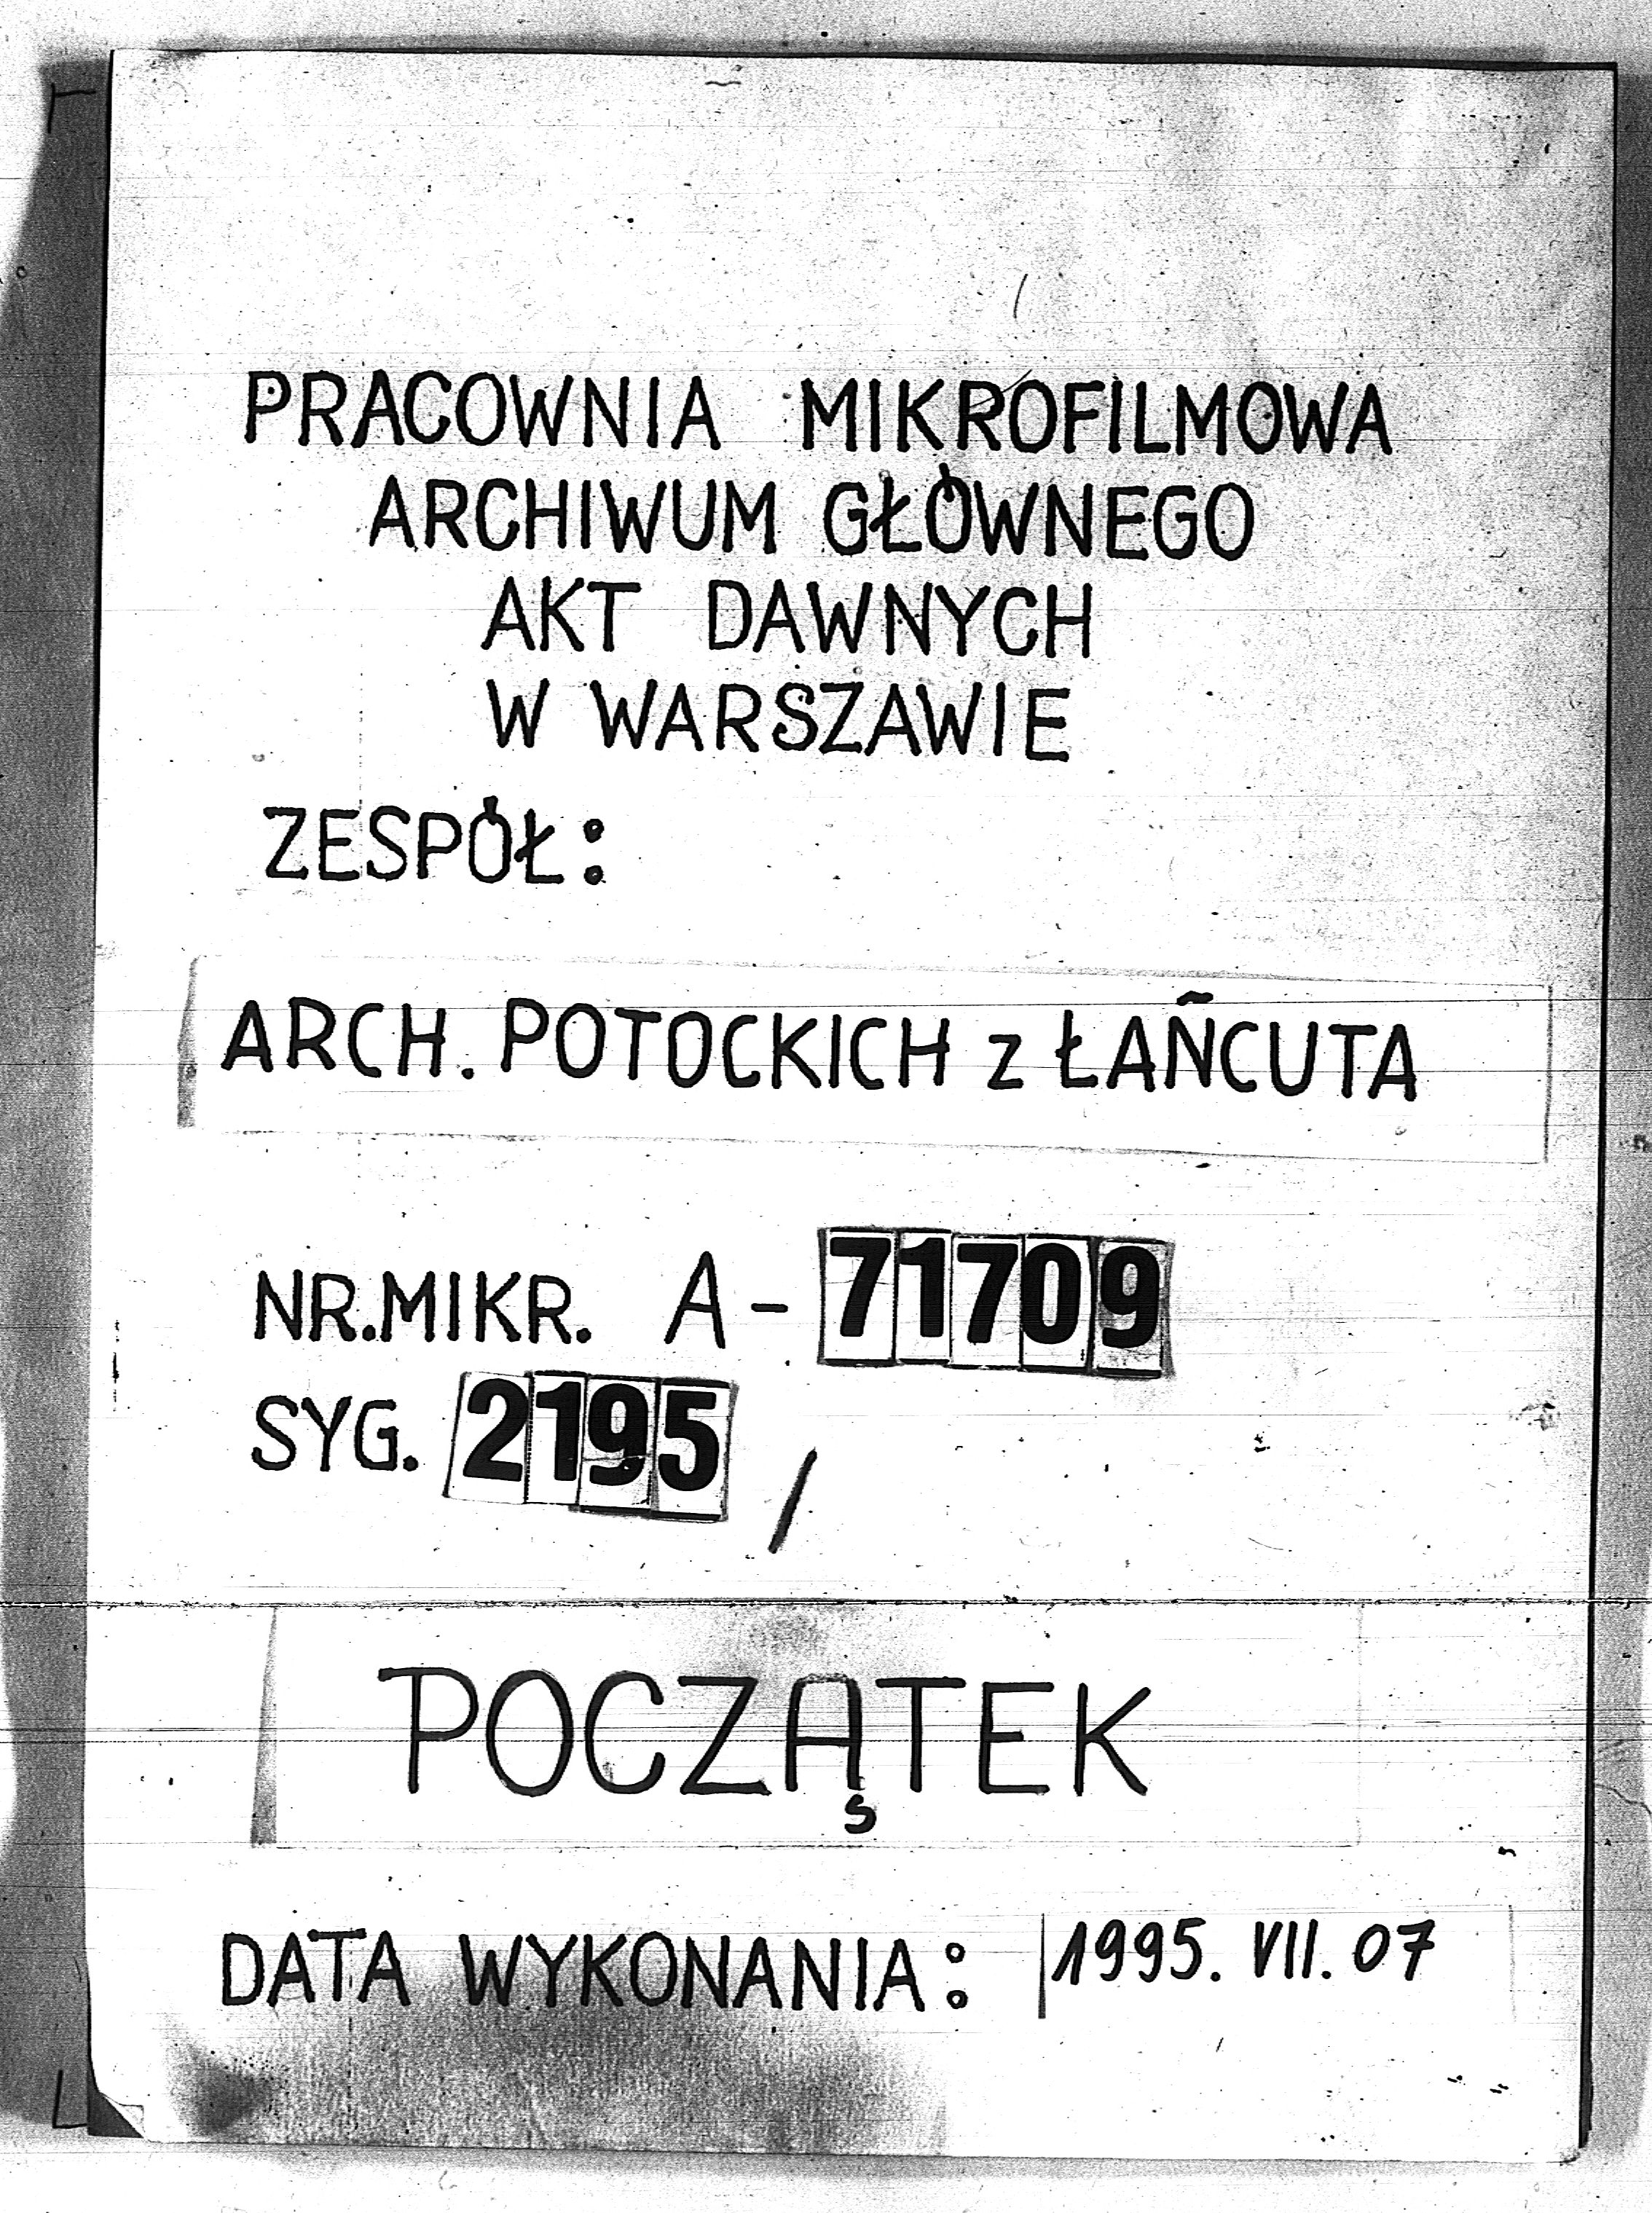 PRACOWNIA MIKROFILMOWA
ARCHIWUM GŁÓWNEGO
AKT DAWNYCH
W WARSZAWIE
ZESPÓŁ:
ARCH. POTOCKICH z ŁAŃCUTA
NR.MIKR. A-71709
SYG. 2195 /
POCZĄTEK
DATA WYKONANIA: 1995. VII. 07